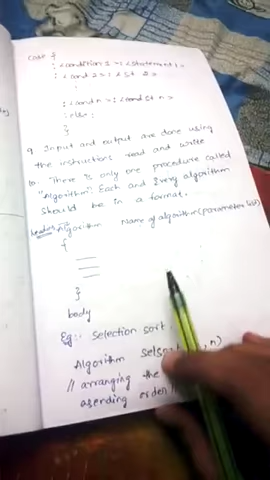 case {
: <condition 1> : <statement 1>
: <cond 2> : <st 2>
:
: <cond n> : <cond st n>
: else :
}
9. Input and output are done using
the instructions read and write
10. There is only one procedure called
"Algorithm". Each and Every algorithm
should be in a format.
Algorithm Name of algorithm (parameter list)
{
}
body
Eg:- Selection sort
Algorithm n)
// arranging the
asending order //